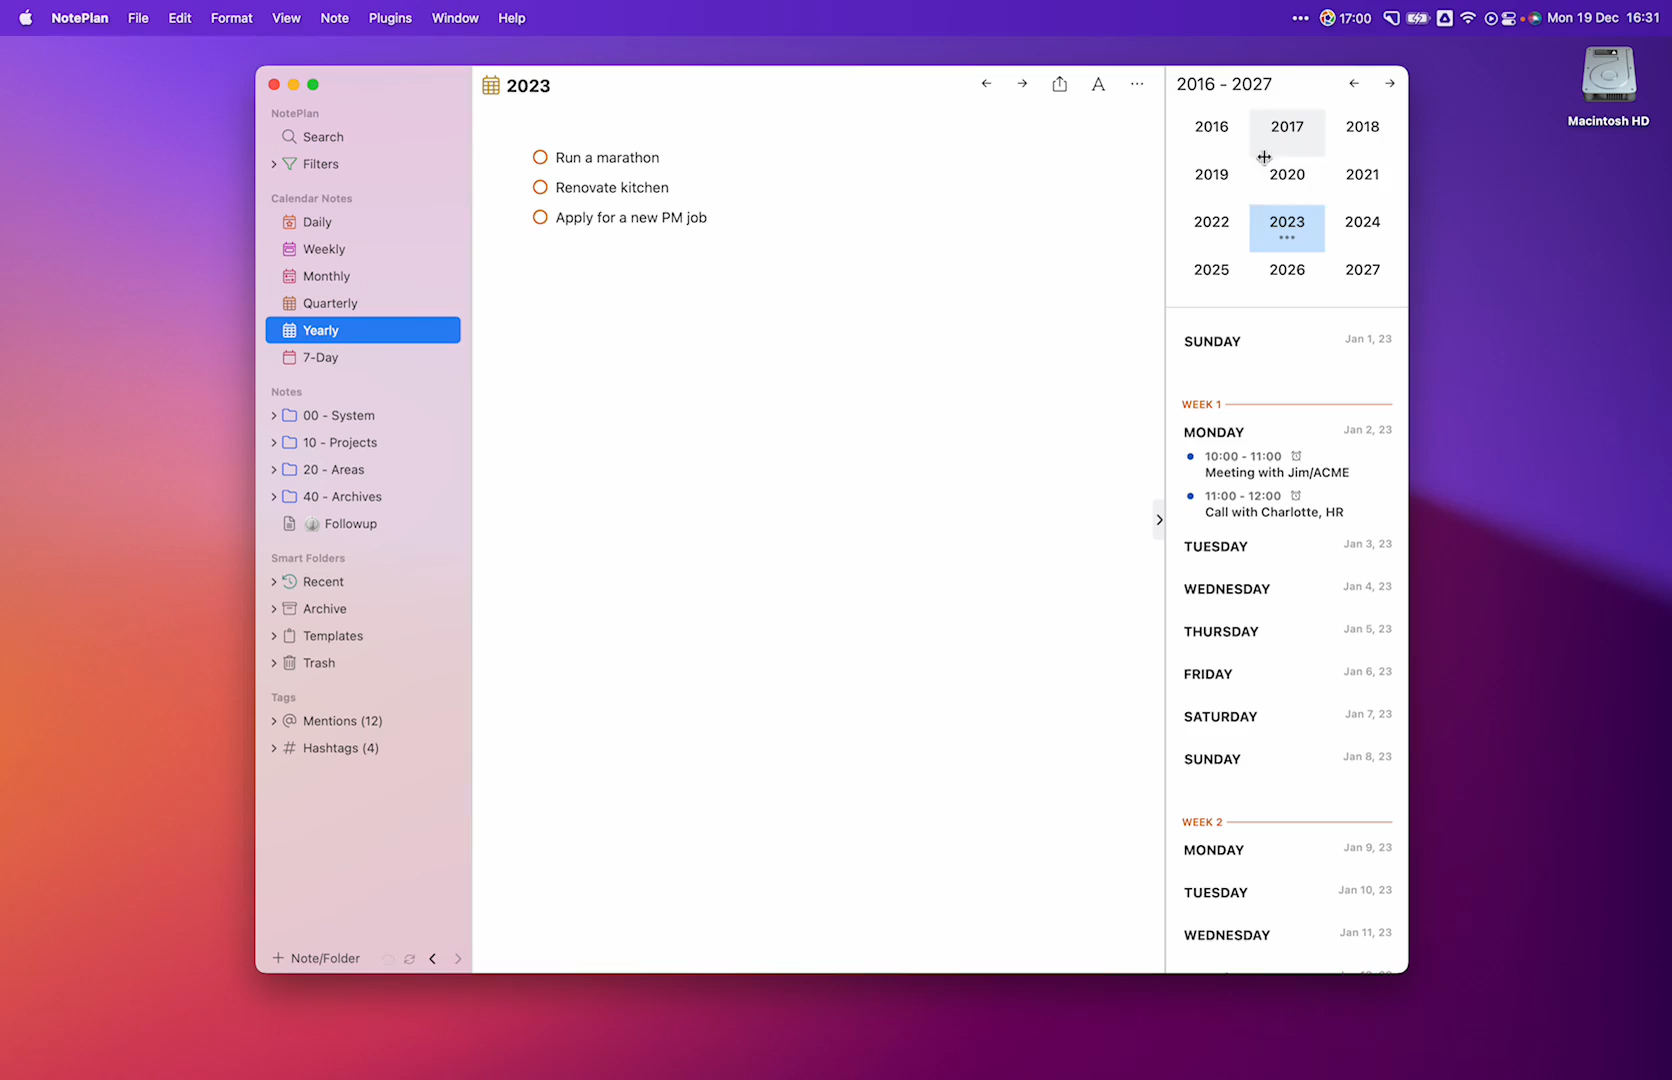 NotePlan File Edit Format View Note Plugins Window Help
17:00 Mon 19 Dec 16:31
Macintosh HD
NotePlan
Search
Filters
Calendar Notes
Daily
Weekly
Monthly
Quarterly
Yearly
7-Day
Notes
00 - System
10 - Projects
20 - Areas
40 - Archives
Followup
Smart Folders
Recent
Archive
Templates
Trash
Tags
Mentions (12)
Hashtags (4)
Note/Folder
2023
Run a marathon
Renovate kitchen
Apply for a new PM job
2016 - 2027
2016 2017 2018
2019 2020 2021
2022 2023 2024
2025 2026 2027
SUNDAY Jan 1, 23
WEEK 1
MONDAY Jan 2, 23
10:00 - 11:00
Meeting with Jim/ACME
11:00 - 12:00
Call with Charlotte, HR
TUESDAY Jan 3, 23
WEDNESDAY Jan 4, 23
THURSDAY Jan 5, 23
FRIDAY Jan 6, 23
SATURDAY Jan 7, 23
SUNDAY Jan 8, 23
WEEK 2
MONDAY Jan 9, 23
TUESDAY Jan 10, 23
WEDNESDAY Jan 11, 23